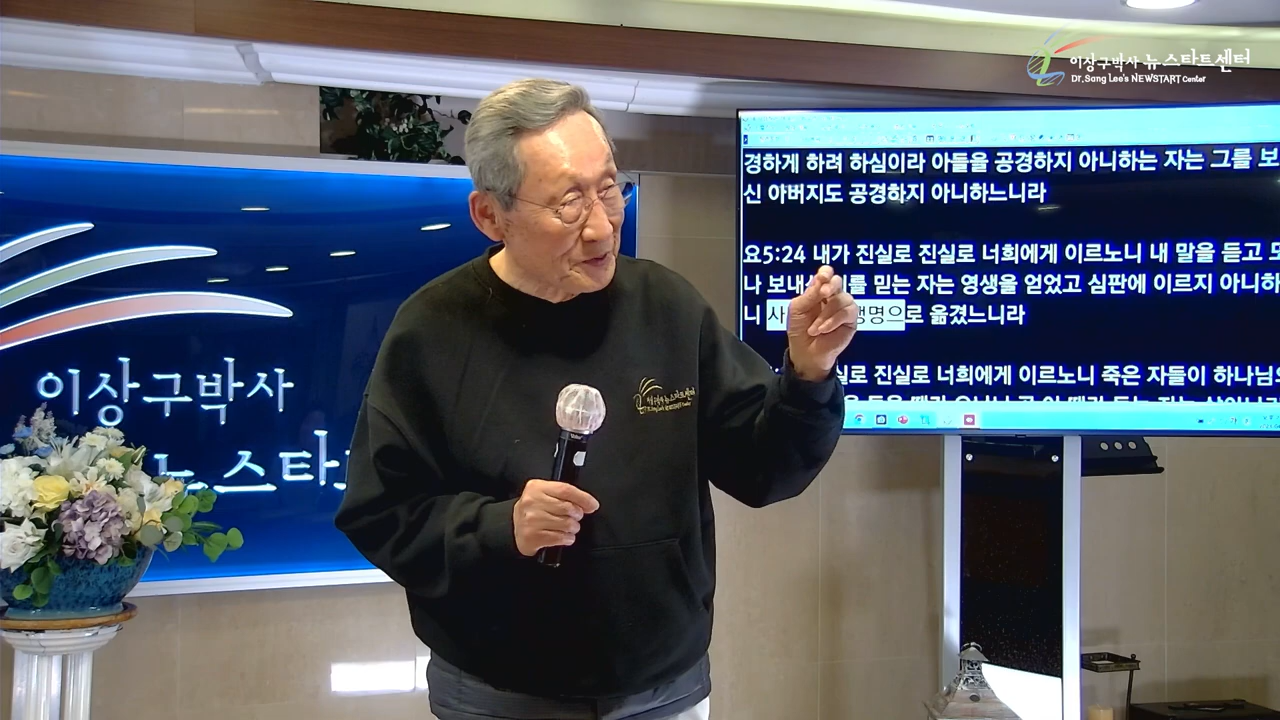 이상구박사 뉴스타트센터
Dr. Sang Lee's NEWSTART Center
경하게 하려 하심이라 아들을 공경하지 아니하는 자는 그를 보
신 아버지도 공경하지 아니하느니라
요5:24 내가 진실로 진실로 너희에게 이르노니 내 말을 듣고 또
나 보내신 이를 믿는 자는 영생을 얻었고 심판에 이르지 아니하
니 사 생명으로 옮겼느니라
실로 진실로 너희에게 이르노니 죽은 자들이 하나님의
이상구박사
뉴스타